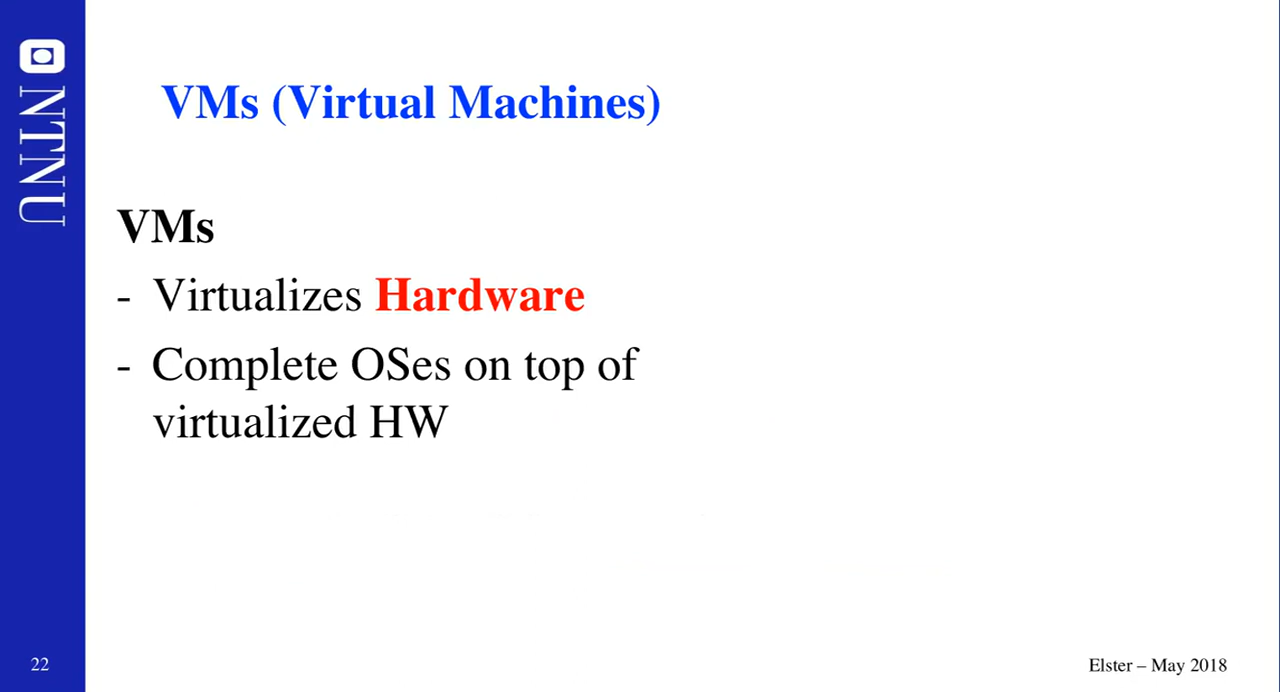 NTNU
VMs (Virtual Machines)
VMs
- Virtualizes Hardware
- Complete OSes on top of
virtualized HW
22
Elster – May 2018